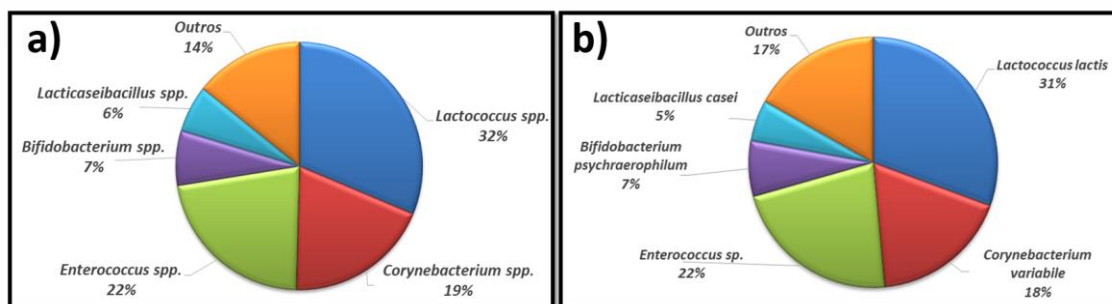 a)
Outros
14%
Lacticaseibacillus spp.
6%
Bifidobacterium spp.
7%
Enterococcus spp.
22%
Lactococcus spp.
32%
Corynebacterium spp.
19%
b)
Outros
17%
Lacticaseibacillus casei
5%
Bifidobacterium
psychraerophilum
7%
Enterococcus sp.
22%
Lactococcus lactis
31%
Corynebacterium
variabile
18%